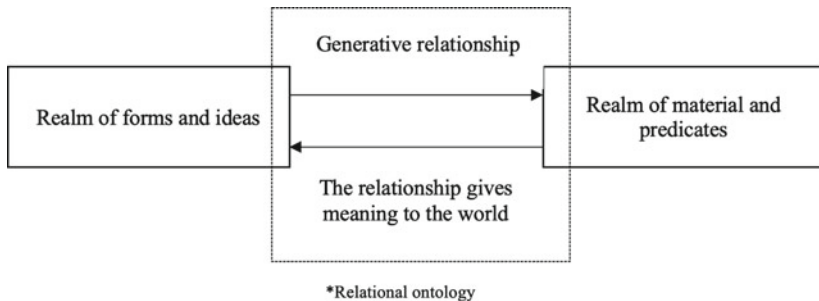 Generative relationship
Realm of forms and ideas
Realm of material and
predicates
The relationship gives
meaning to the world
*Relational ontology